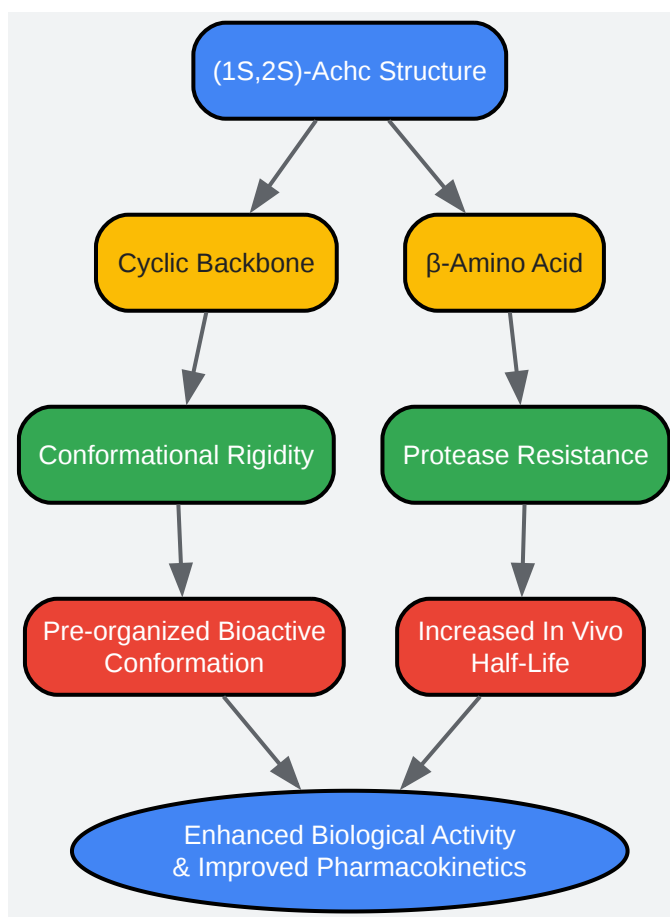 (1S,2S)-Achc Structure
Cyclic Backbone
β-Amino Acid
Conformational Rigidity
Protease Resistance
Pre-organized Bioactive
Conformation
Increased In Vivo
Half-Life
Enhanced Biological Activity
& Improved Pharmacokinetics